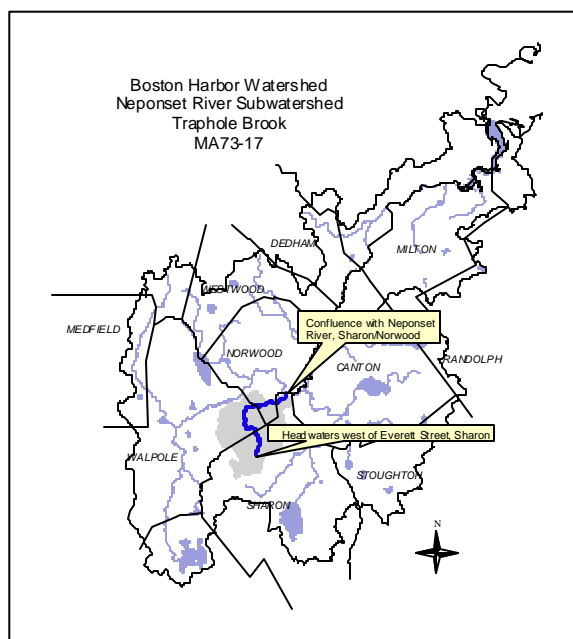 Boston Harbor Watershed
Neponset River Subwatershed
Traphole Brook
MA73-17
DEDHAM
MILTON
WESTWOOD
MEDFIELD
Confluence with Neponset
River, Sharon/Norwood
NORWOOD
CANTON
RANDOLPH
Headwaters west of Everett Street, Sharon
WALPOLE
STOUGHTON
SHARON
N